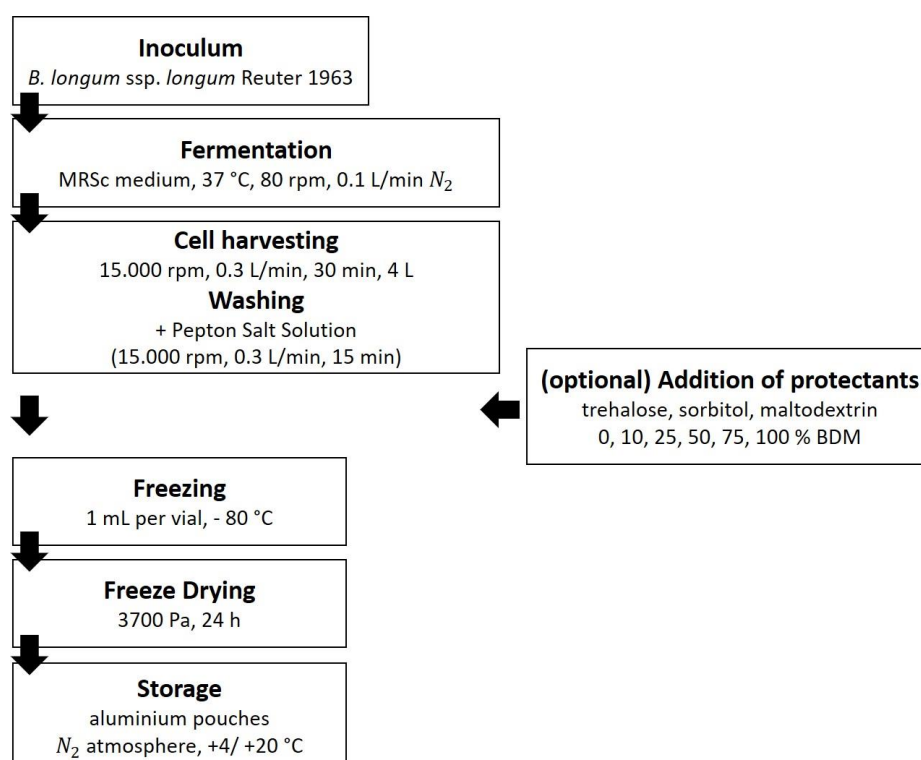 Inoculum
B. longum ssp. longum Reuter 1963
Fermentation
MRSc medium, 37 °C, 80 rpm, 0.1 L/min N₂
Cell harvesting
15.000 rpm, 0.3 L/min, 30 min, 4 L
Washing
+ Pepton Salt Solution
(15.000 rpm, 0.3 L/min, 15 min)
(optional) Addition of protectants
trehalose, sorbitol, maltodextrin
0, 10, 25, 50, 75, 100 % BDM
Freezing
1 mL per vial, - 80 °C
Freeze Drying
3700 Pa, 24 h
Storage
aluminium pouches
N₂ atmosphere, +4/ +20 °C